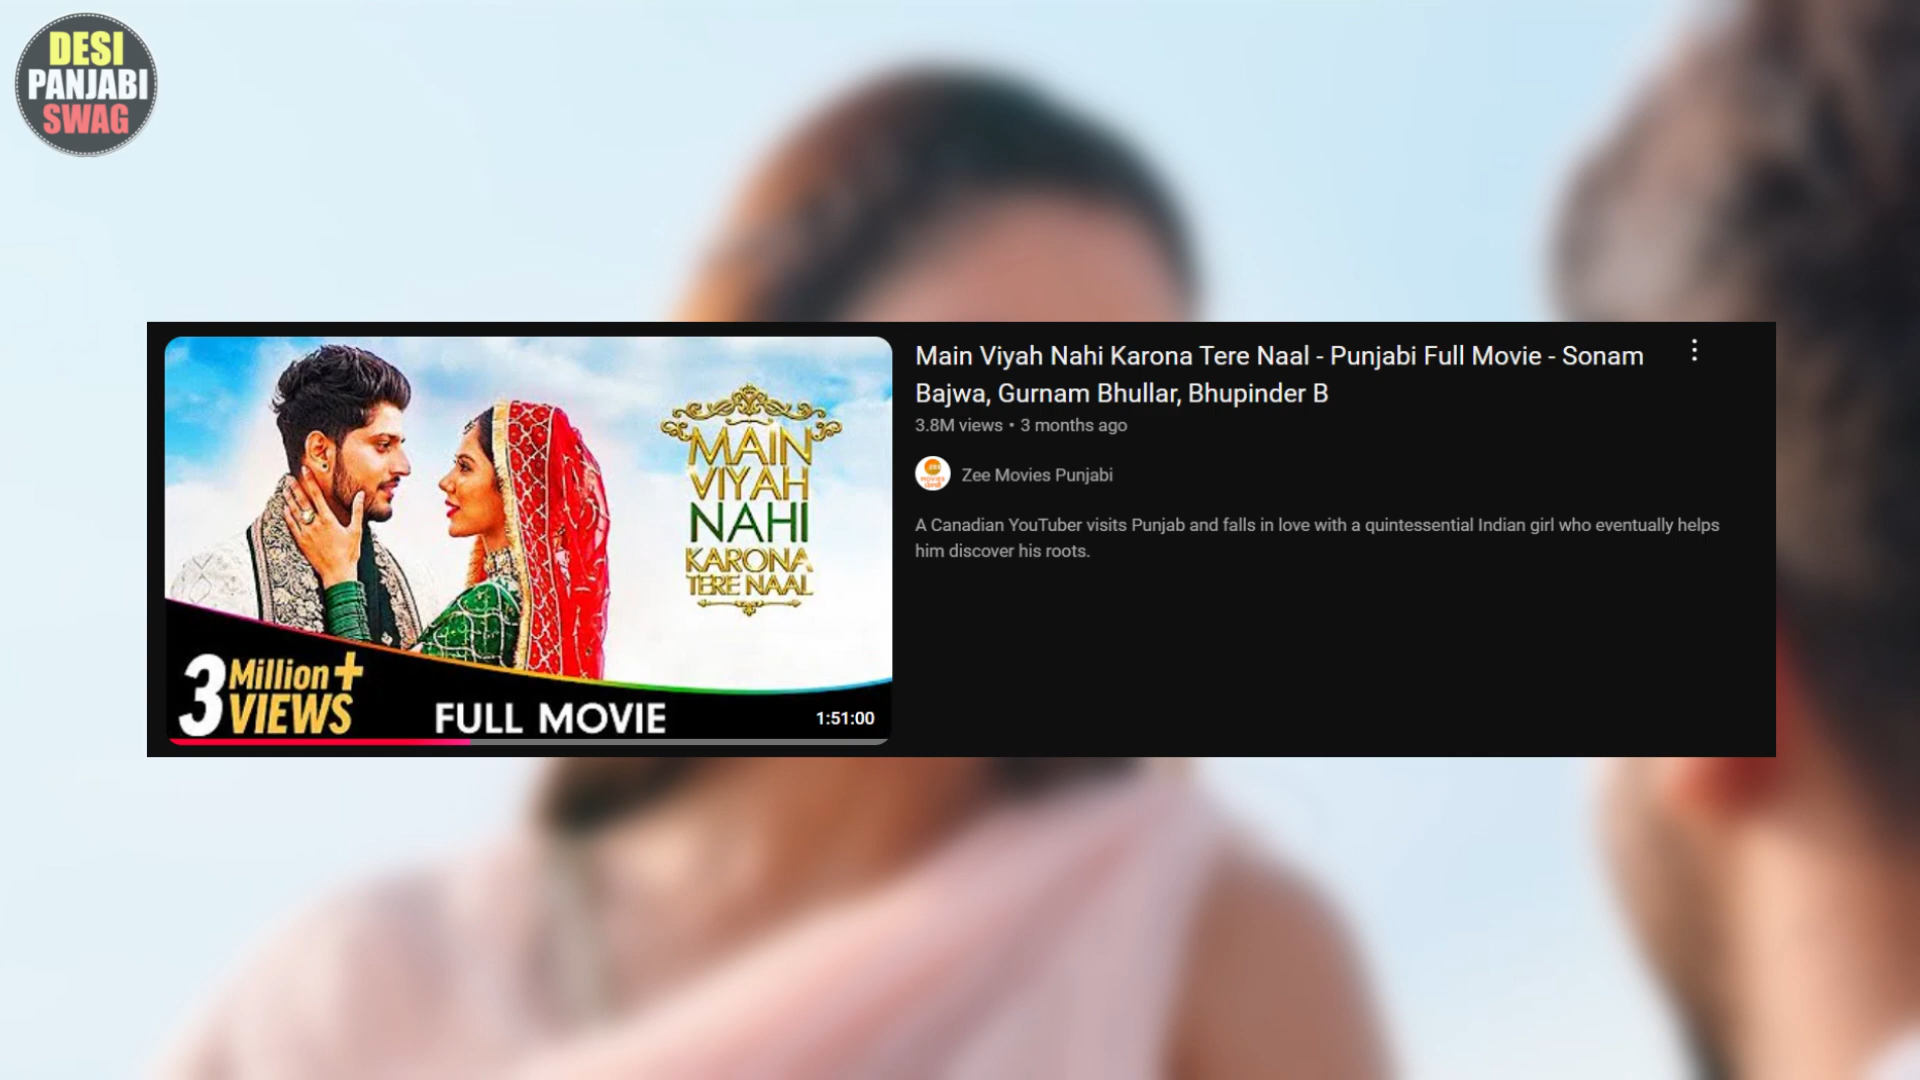 DESI
PANJABI
SWAG
MAIN
VIYAH
NAHI
KARONA
TERE NAAL
3 Million+
VIEWS
FULL MOVIE
1:51:00
Main Viyah Nahi Karona Tere Naal - Punjabi Full Movie - Sonam
Bajwa, Gurnam Bhullar, Bhupinder B
3.8M views • 3 months ago
Zee Movies Punjabi
A Canadian YouTuber visits Punjab and falls in love with a quintessential Indian girl who eventually helps
him discover his roots.